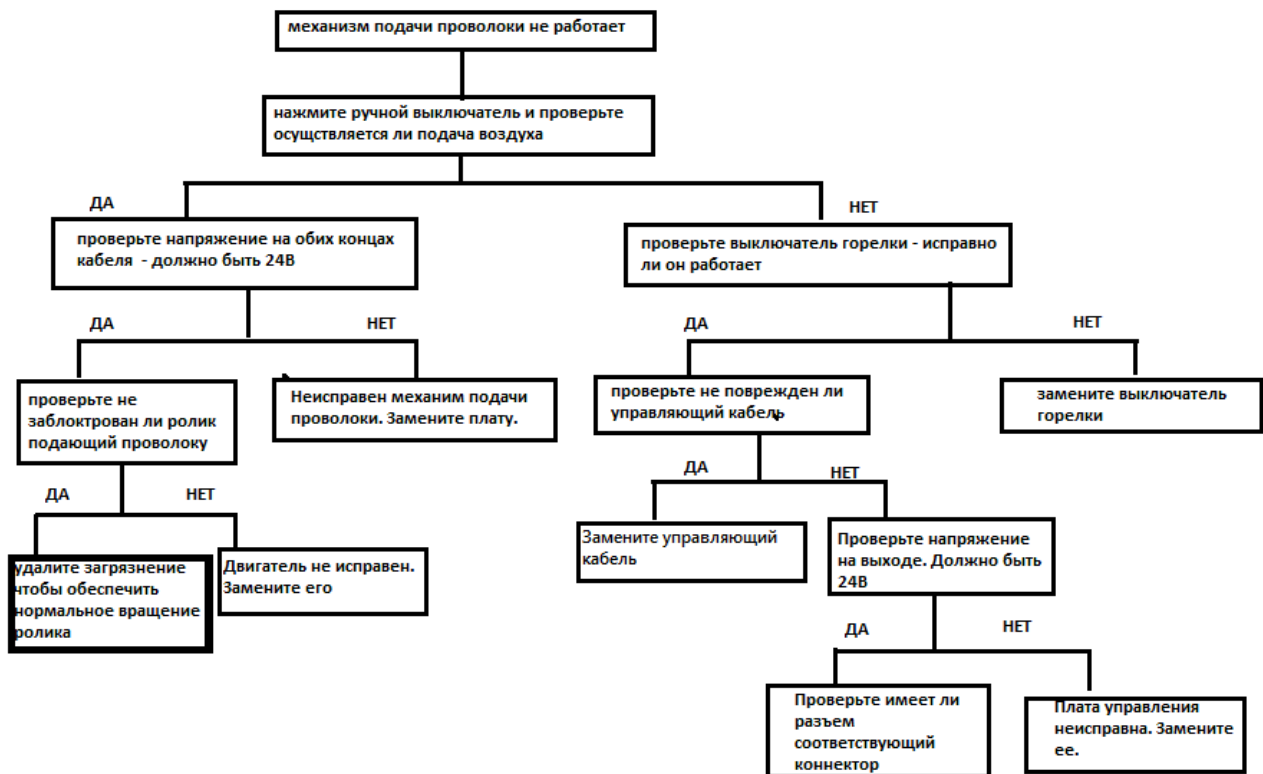 механизм подачи проволоки не работает
нажмите ручной выключатель и проверьте
осущствляется ли подача воздуха
ДА
НЕТ
проверьте напряжение на обих концах
кабеля - должно быть 24В
проверьте выключатель горелки - исправно
ли он работает
ДА
НЕТ
ДА
НЕТ
проверьте не
заблоктрован ли ролик
подающий проволоку
Неисправен механим подачи
проволоки. Замените плату.
проверьте не поврежден ли
управляющий кабель
замените выключатель
горелки
ДА
НЕТ
ДА
НЕТ
удалите загрязнение
чтобы обеспечить
нормальное вращение
ролика
Двигатель не исправен.
Замените его
Замените управляющий
кабель
Проверьте напряжение
на выходе. Должно быть
24В
ДА
НЕТ
Проверьте имеет ли
разъем
соответствующий
коннектор
Плата управления
неисправна. Замените
ее.